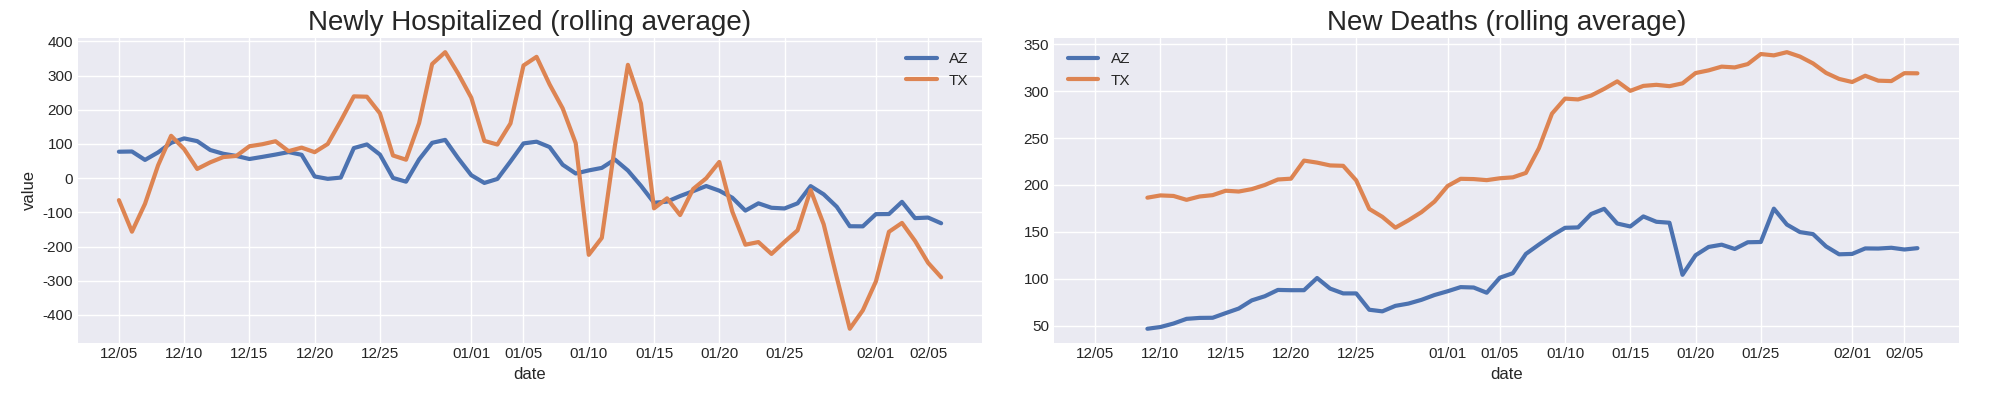 Newly Hospitalized (rolling average)
400
300
200
100
0
-100
-200
-300
-400
value
AZ
TX
12/05 12/10 12/15 12/20 12/25 01/01 01/05 01/10 01/15 01/20 01/25 02/01 02/05
date
New Deaths (rolling average)
350
300
250
200
150
100
50
AZ
TX
12/05 12/10 12/15 12/20 12/25 01/01 01/05 01/10 01/15 01/20 01/25 02/01 02/05
date